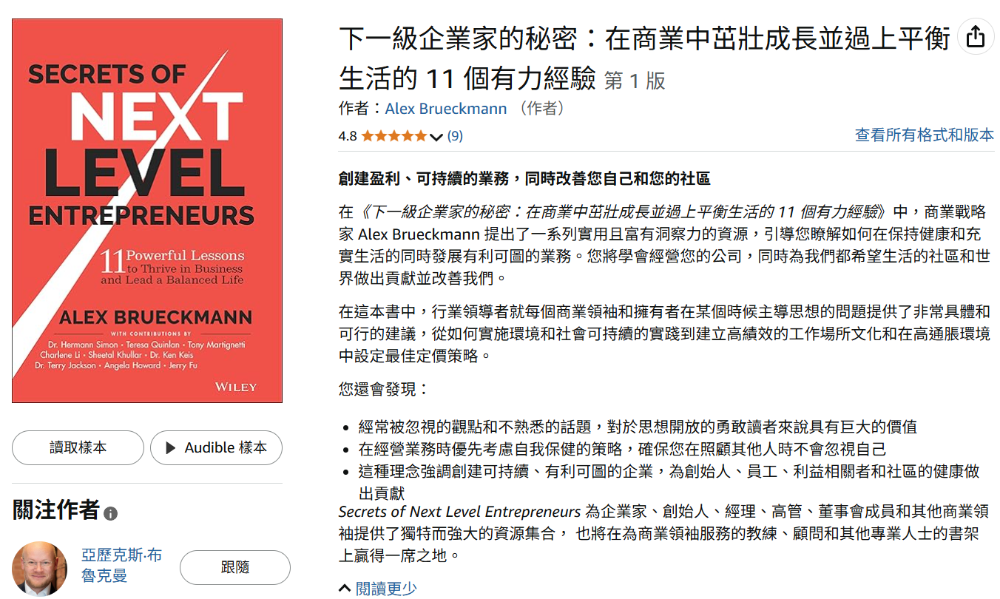 SECRETS OF
NEXT
LEVEL
ENTREPRENEURS
11 Powerful Lessons
to Thrive in Business
and Lead a Balanced Life
ALEX BRUECKMANN
WITH CONTRIBUTIONS BY
Dr. Hermann Simon • Teresa Quinlan • Tony Martignetti
Charlene Li • Sheetal Khullar • Dr. Ken Keis
Dr. Terry Jackson • Angela Howard • Jerry Fu
WILEY
讀取樣本
Audible 樣本
關注作者
亞歷克斯·布
魯克曼
跟隨
下一級企業家的秘密：在商業中茁壯成長並過上平衡
生活的 11 個有力經驗 第 1 版
作者：Alex Brueckmann （作者）
4.8 (9)
查看所有格式和版本
創建盈利、可持續的業務，同時改善您自己和您的社區
在《下一級企業家的秘密：在商業中茁壯成長並過上平衡生活的 11 個有力經驗》中，商業戰略
家 Alex Brueckmann 提出了一系列實用且富有洞察力的資源，引導您瞭解如何在保持健康和充
實生活的同時發展有利可圖的業務。您將學會經營您的公司，同時為我們都希望生活的社區和世
界做出貢獻並改善我們。
在這本書中，行業領導者就每個商業領袖和擁有者在某個時候主導思想的問題提供了非常具體和
可行的建議，從如何實施環境和社會可持續的實踐到建立高績效的工作場所文化和在高通脹環境
中設定最佳定價策略。
您還會發現：
• 經常被忽視的觀點和不熟悉的話題，對於思想開放的勇敢讀者來說具有巨大的價值
• 在經營業務時優先考慮自我保健的策略，確保您在照顧其他人時不會忽視自己
• 這種理念強調創建可持續、有利可圖的企業，為創始人、員工、利益相關者和社區的健康做
出貢獻
Secrets of Next Level Entrepreneurs 為企業家、創始人、經理、高管、董事會成員和其他商業領
袖提供了獨特而強大的資源集合， 也將在為商業領袖服務的教練、顧問和其他專業人士的書架
上贏得一席之地。
閱讀更少